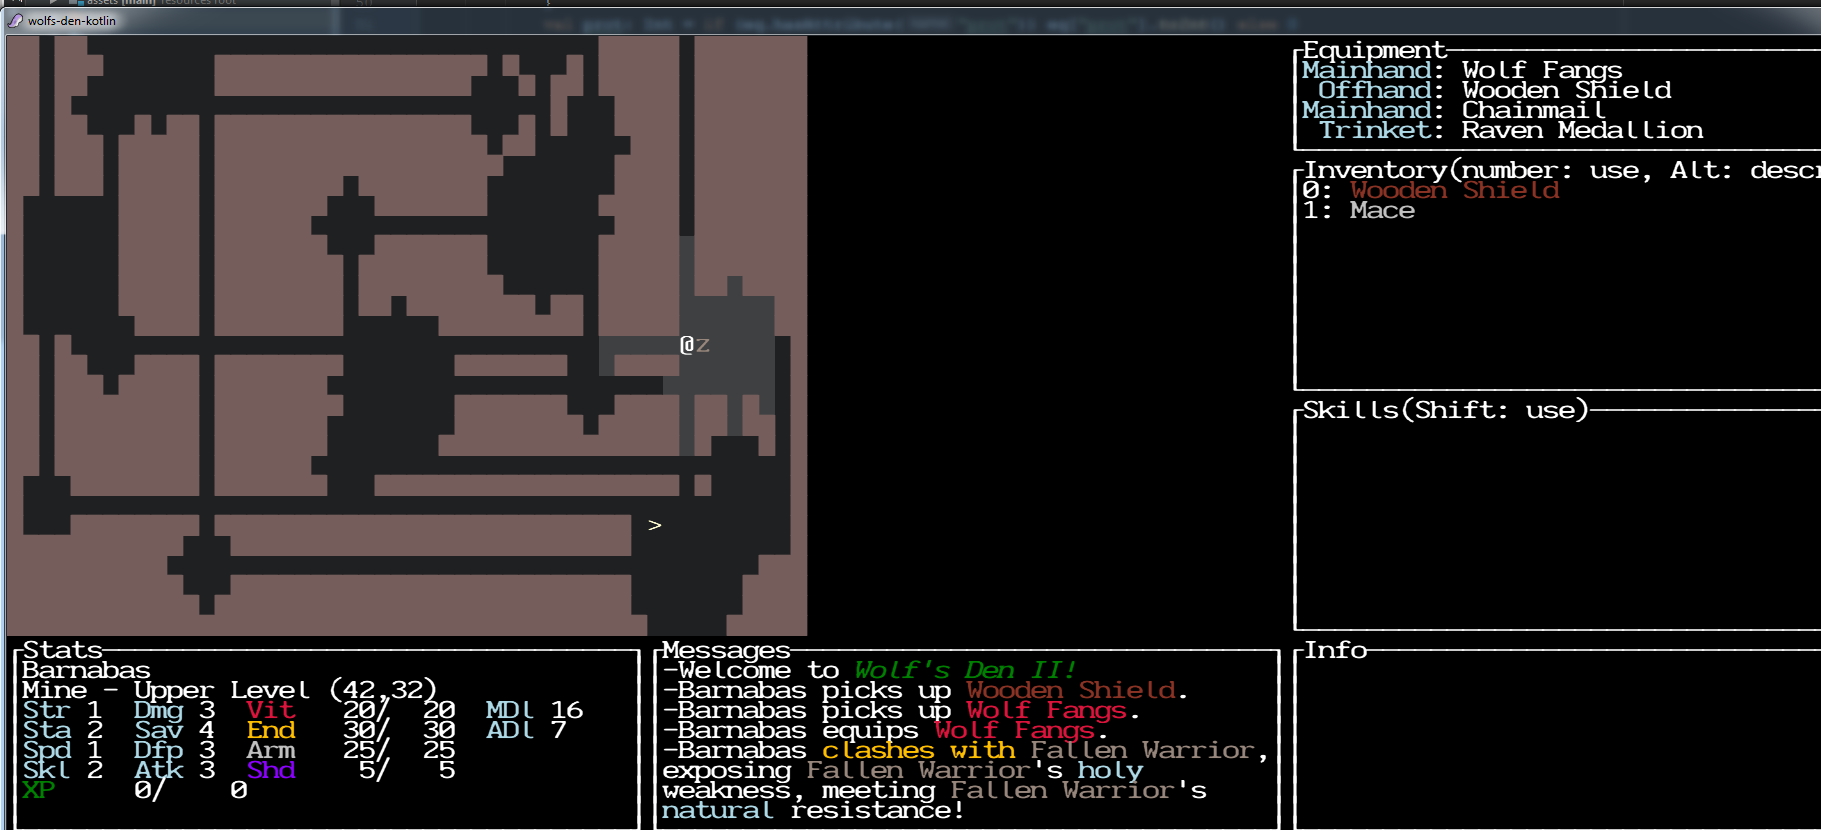 assets [main] resources root
wolfs-den-kotlin
Equipment
Mainhand: Wolf Fangs
Offhand: Wooden Shield
Mainhand: Chainmail
Trinket: Raven Medallion
Inventory(number: use, Alt: descr
0: Wooden Shield
1: Mace
@z
Skills(Shift: use)
>
Stats
Barnabas
Mine - Upper Level (42,32)
Str 1 Dmg 3 Vit 20/ 20 MDl 16
Sta 2 Sav 4 End 30/ 30 ADl 7
Spd 1 Dfp 3 Arm 25/ 25
Skl 2 Atk 3 Shd 5/ 5
XP 0/ 0
Messages
-Welcome to Wolf's Den II!
-Barnabas picks up Wooden Shield.
-Barnabas picks up Wolf Fangs.
-Barnabas equips Wolf Fangs.
-Barnabas clashes with Fallen Warrior,
exposing Fallen Warrior's holy
weakness, meeting Fallen Warrior's
natural resistance!
Info